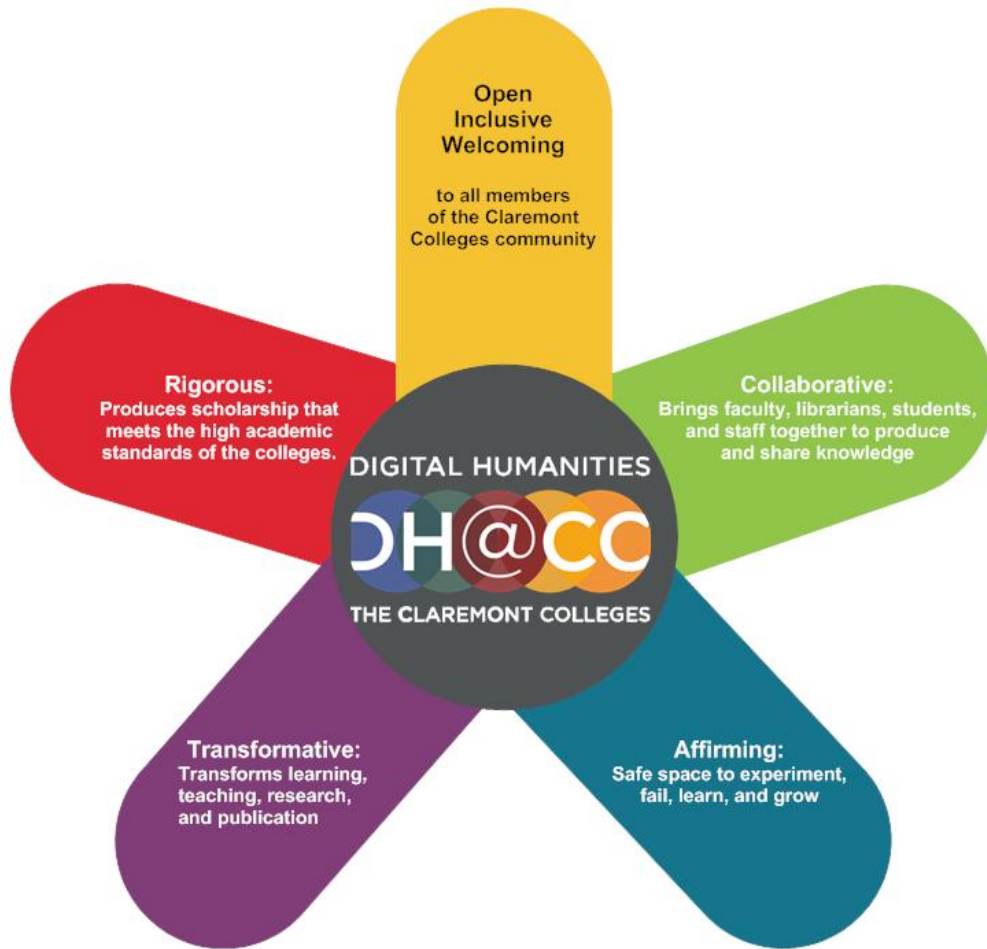 Open
Inclusive
Welcoming
to all members
of the Claremont
Colleges community
Rigorous:
Produces scholarship that
meets the high academic
standards of the colleges.
Collaborative:
Brings faculty, librarians, students,
and staff together to produce
and share knowledge
DIGITAL HUMANITIES
DH@CC
THE CLAREMONT COLLEGES
Transformative:
Transforms learning,
teaching, research,
and publication
Affirming:
Safe space to experiment,
fail, learn, and grow